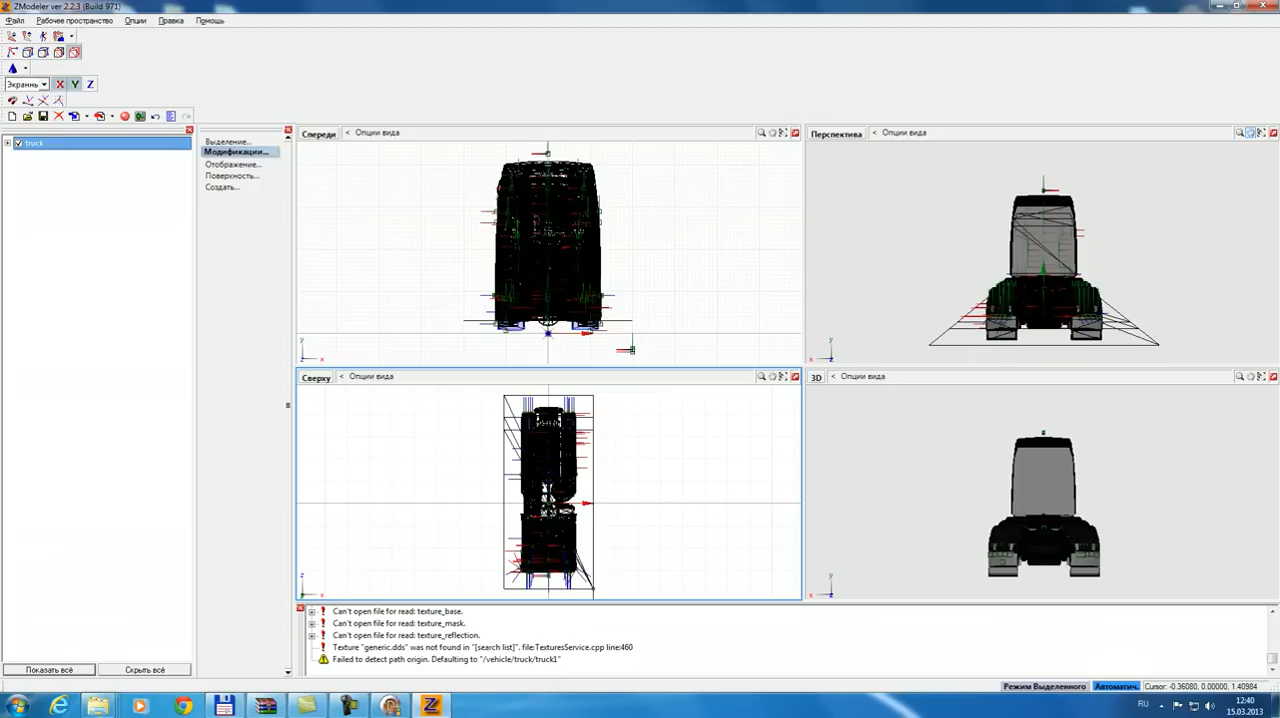 ZModeler ver 2.2.3 (Build 971)
Файл Рабочее пространство Опции Правка Помощь
Экраннь X Y Z
truck
Выделение...
Модификации...
Отображение...
Поверхность...
Создать...
Спереди < Опции вида
Перспектива < Опции вида
Сверху < Опции вида
3D < Опции вида
Can't open file for read: texture_base.
Can't open file for read: texture_mask.
Can't open file for read: texture_reflection.
Texture "generic.dds" was not found in "[search list]". file:TexturesService.cpp line:460
Failed to detect path origin. Defaulting to "/vehicle/truck/truck1"
Показать всё Скрыть всё
Режим Выделенного Автоматич. Cursor: -0.36080, 0.00000, 1.40984
RU 12:40
15.03.2013